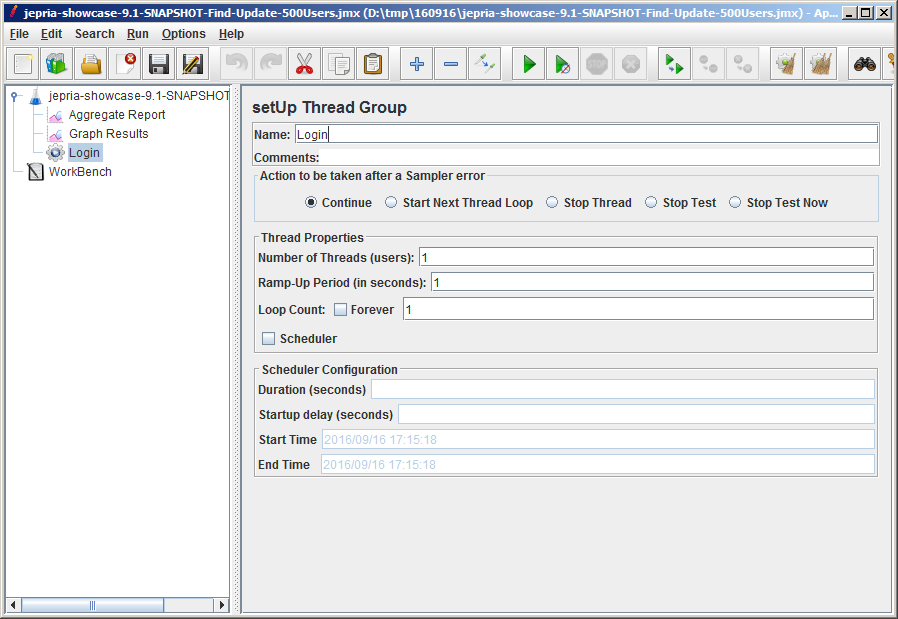 jepria-showcase-9.1-SNAPSHOT-Find-Update-500Users.jmx (D:\tmp\160916\jepria-showcase-9.1-SNAPSHOT-Find-Update-500Users.jmx) - Ap...
File Edit Search Run Options Help
STOP
jepria-showcase-9.1-SNAPSHOT
Aggregate Report
Graph Results
Login
WorkBench
setUp Thread Group
Name: Login
Comments:
Action to be taken after a Sampler error
Continue Start Next Thread Loop Stop Thread Stop Test Stop Test Now
Thread Properties
Number of Threads (users): 1
Ramp-Up Period (in seconds): 1
Loop Count: Forever 1
Scheduler
Scheduler Configuration
Duration (seconds)
Startup delay (seconds)
Start Time 2016/09/16 17:15:18
End Time 2016/09/16 17:15:18